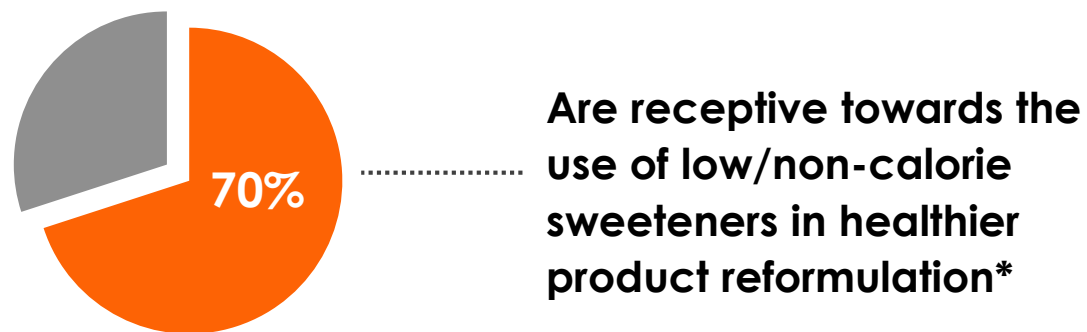 70%
Are receptive towards the
use of low/non-calorie
sweeteners in healthier
product reformulation*